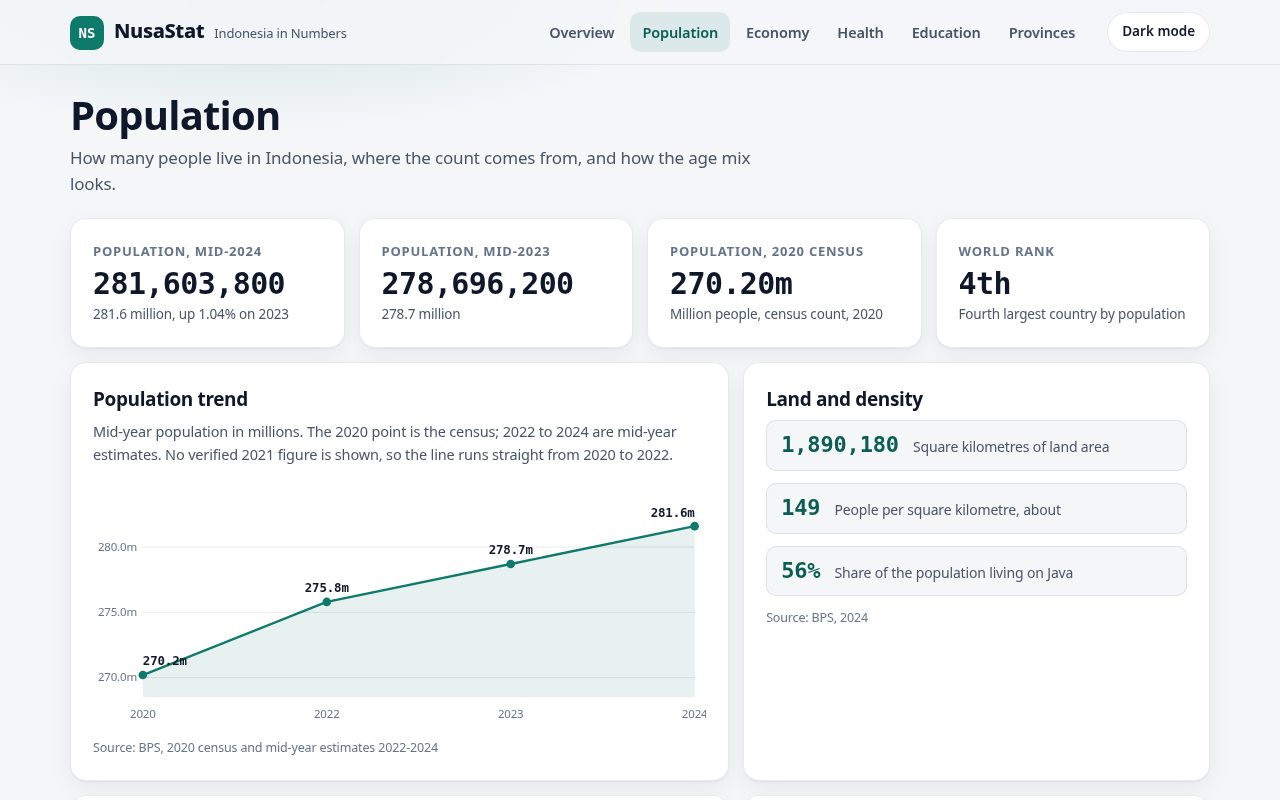 NS NusaStat Indonesia in Numbers Overview Population Economy Health Education Provinces Dark mode
Population
How many people live in Indonesia, where the count comes from, and how the age mix
looks.
POPULATION, MID-2024
281,603,800
281.6 million, up 1.04% on 2023
POPULATION, MID-2023
278,696,200
278.7 million
POPULATION, 2020 CENSUS
270.20m
Million people, census count, 2020
WORLD RANK
4th
Fourth largest country by population
Population trend
Mid-year population in millions. The 2020 point is the census; 2022 to 2024 are mid-year
estimates. No verified 2021 figure is shown, so the line runs straight from 2020 to 2022.
281.6m
280.0m
278.7m
275.8m
275.0m
270.2m
270.0m
2020 2022 2023 2024
Source: BPS, 2020 census and mid-year estimates 2022-2024
Land and density
1,890,180 Square kilometres of land area
149 People per square kilometre, about
56% Share of the population living on Java
Source: BPS, 2024